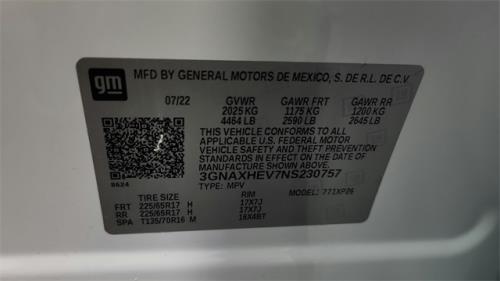 gm
MFD BY GENERAL MOTORS DE MEXICO, S. DE R.L. DE C.V.
07/22 GVWR GAWR FRT GAWR RR
2025 KG 1175 KG 1200 KG
4464 LB 2590 LB 2645 LB
THIS VEHICLE CONFORMS TO ALL
APPLICABLE U.S. FEDERAL MOTOR
VEHICLE SAFETY AND THEFT
PREVENTION STANDARDS IN EFFECT
ON THE DATE OF MANUFACTURE
SHOWN ABOVE.
3GNAXHEV7NS230757
TYPE: MPV MODEL: 771XP26
8624
TIRE SIZE RIM
FRT 225/65R17 H 17X7J
RR 225/65R17 H 17X7J
SPA T135/70R16 M 16X4BT